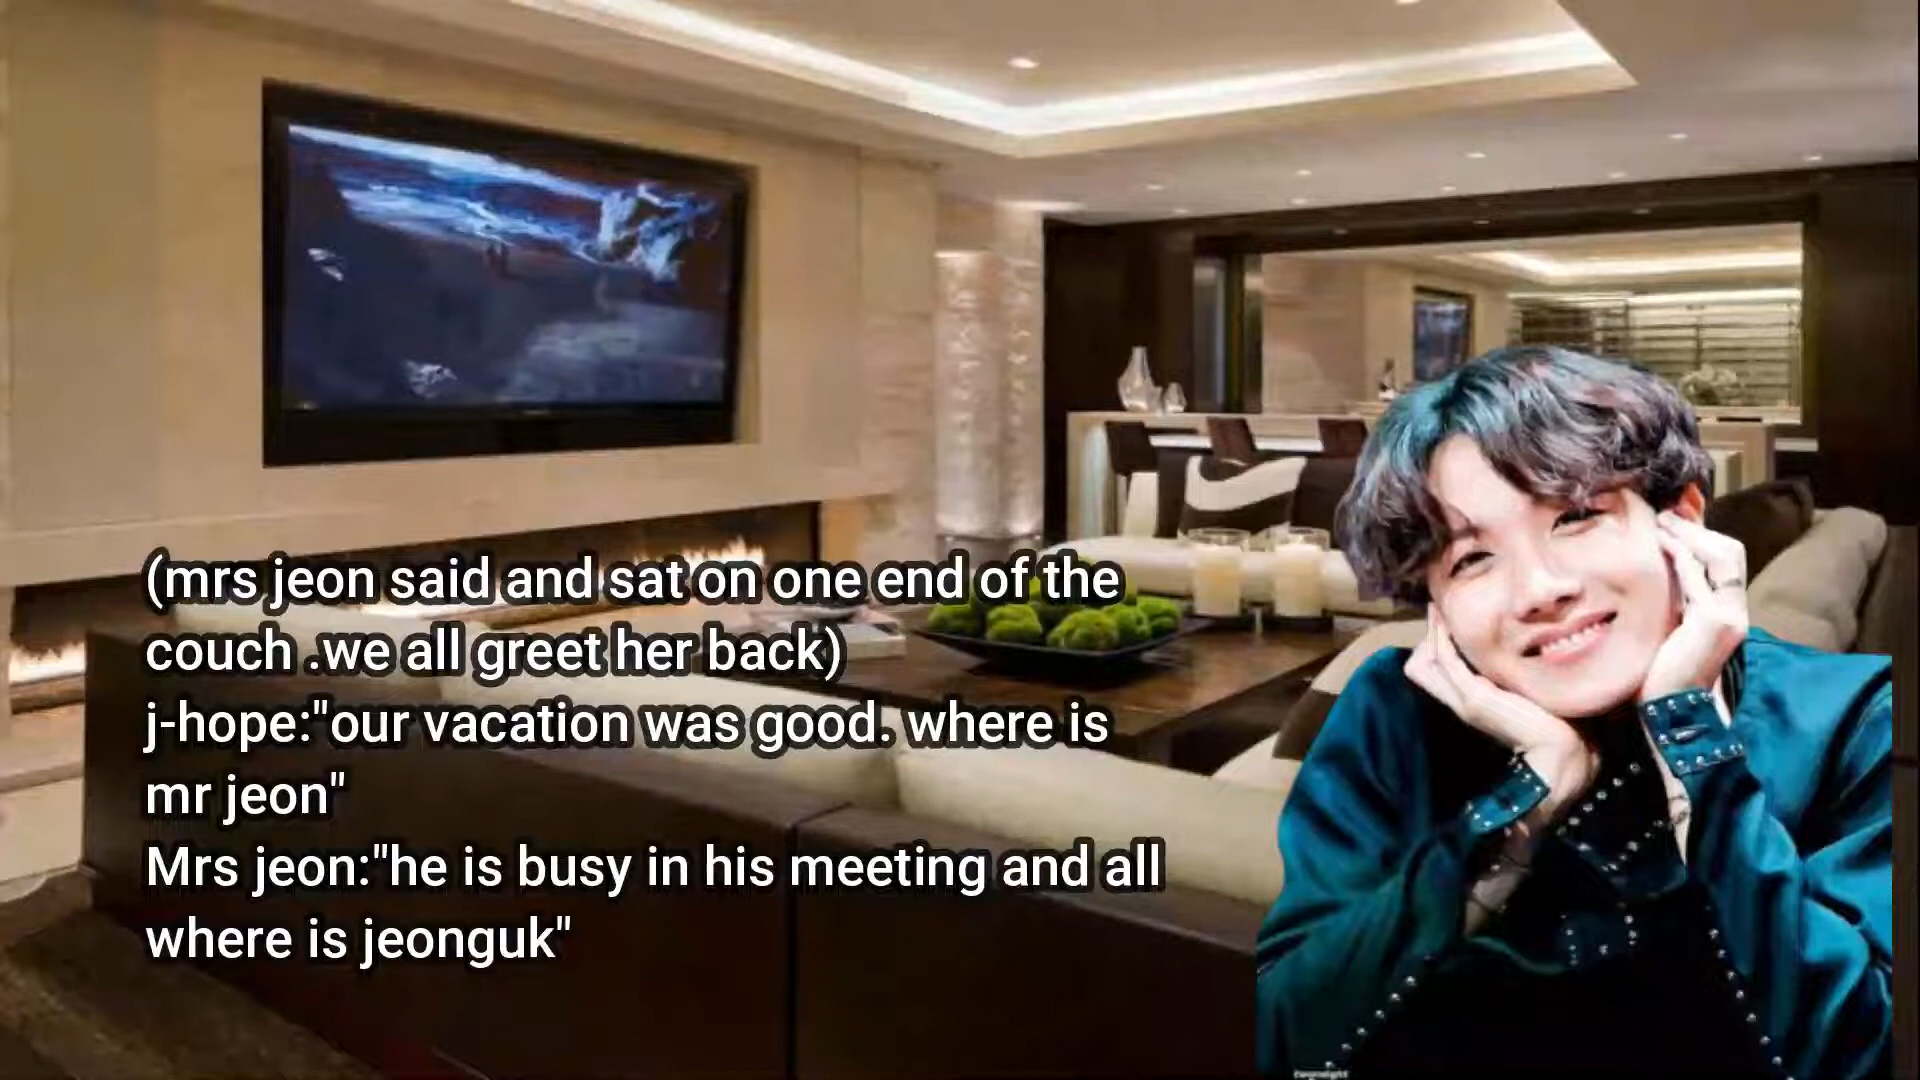 (mrs jeon said and sat on one end of the
couch .we all greet her back)
j-hope:"our vacation was good. where is
mr jeon"
Mrs jeon:"he is busy in his meeting and all
where is jeonguk"